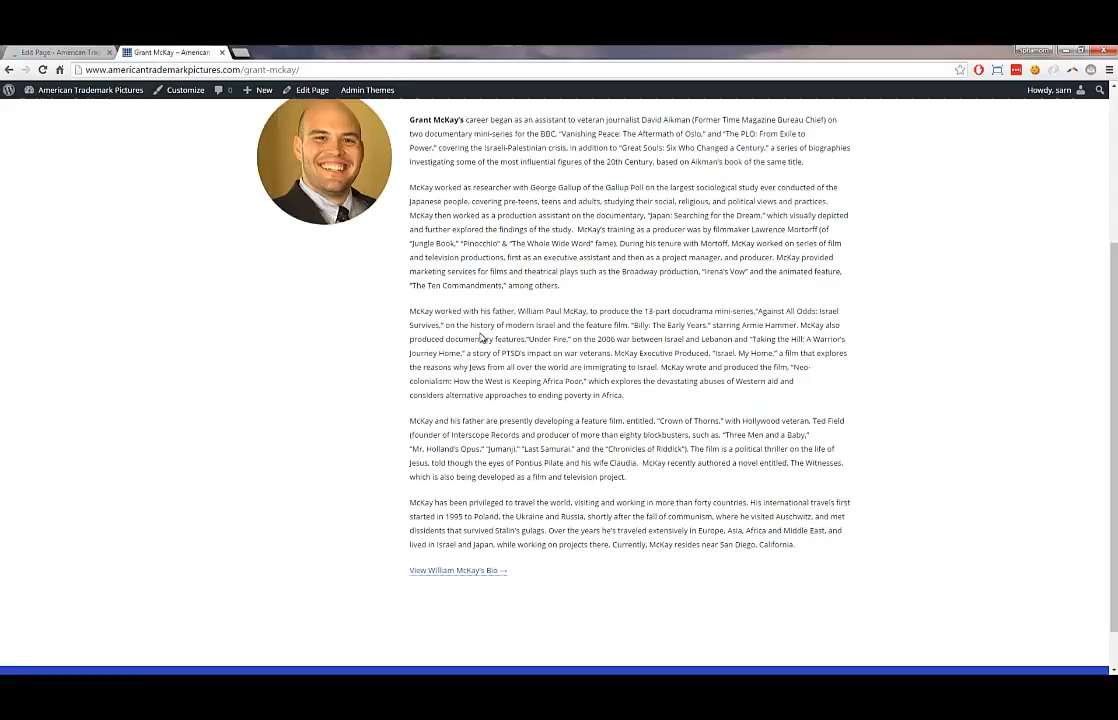 Edit Page - American Tra
Grant McKay – American
sphamorn
www.americantrademarkpictures.com/grant-mckay/
American Trademark Pictures
Customize
0
New
Edit Page
Admin Themes
Howdy, sarn
Grant McKay's career began as an assistant to veteran journalist David Aikman (Former Time Magazine Bureau Chief) on
two documentary mini-series for the BBC, "Vanishing Peace: The Aftermath of Oslo," and "The PLO: From Exile to
Power," covering the Israeli-Palestinian crisis, in addition to "Great Souls: Six Who Changed a Century," a series of biographies
investigating some of the most influential figures of the 20th Century, based on Aikman's book of the same title.
McKay worked as researcher with George Gallup of the Gallup Poll on the largest sociological study ever conducted of the
Japanese people, covering pre-teens, teens and adults, studying their social, religious, and political views and practices.
McKay then worked as a production assistant on the documentary, "Japan: Searching for the Dream," which visually depicted
and further explored the findings of the study.  McKay's training as a producer was by filmmaker Lawrence Mortorff (of
"Jungle Book," "Pinocchio" & "The Whole Wide Word" fame). During his tenure with Mortoff, McKay worked on series of film
and television productions, first as an executive assistant and then as a project manager, and producer. McKay provided
marketing services for films and theatrical plays such as the Broadway production, "Irena's Vow" and the animated feature,
"The Ten Commandments," among others.
McKay worked with his father, William Paul McKay, to produce the 13-part docudrama mini-series,"Against All Odds: Israel
Survives," on the history of modern Israel and the feature film, "Billy: The Early Years," starring Armie Hammer. McKay also
produced documentary features,"Under Fire," on the 2006 war between Israel and Lebanon and "Taking the Hill: A Warrior's
Journey Home," a story of PTSD's impact on war veterans. McKay Executive Produced, "Israel, My Home," a film that explores
the reasons why Jews from all over the world are immigrating to Israel. McKay wrote and produced the film, "Neo-
colonialism: How the West is Keeping Africa Poor," which explores the devastating abuses of Western aid and
considers alternative approaches to ending poverty in Africa.
McKay and his father are presently developing a feature film, entitled, "Crown of Thorns," with Hollywood veteran, Ted Field
(founder of Interscope Records and producer of more than eighty blockbusters, such as, "Three Men and a Baby,"
"Mr. Holland's Opus," "Jumanji," "Last Samurai," and the "Chronicles of Riddick"). The film is a political thriller on the life of
Jesus, told though the eyes of Pontius Pilate and his wife Claudia.  McKay recently authored a novel entitled, The Witnesses,
which is also being developed as a film and television project.
McKay has been privileged to travel the world, visiting and working in more than forty countries. His international travels first
started in 1995 to Poland, the Ukraine and Russia, shortly after the fall of communism, where he visited Auschwitz, and met
dissidents that survived Stalin's gulags. Over the years he's traveled extensively in Europe, Asia, Africa and Middle East, and
lived in Israel and Japan, while working on projects there. Currently, McKay resides near San Diego, California.
View William McKay's Bio →